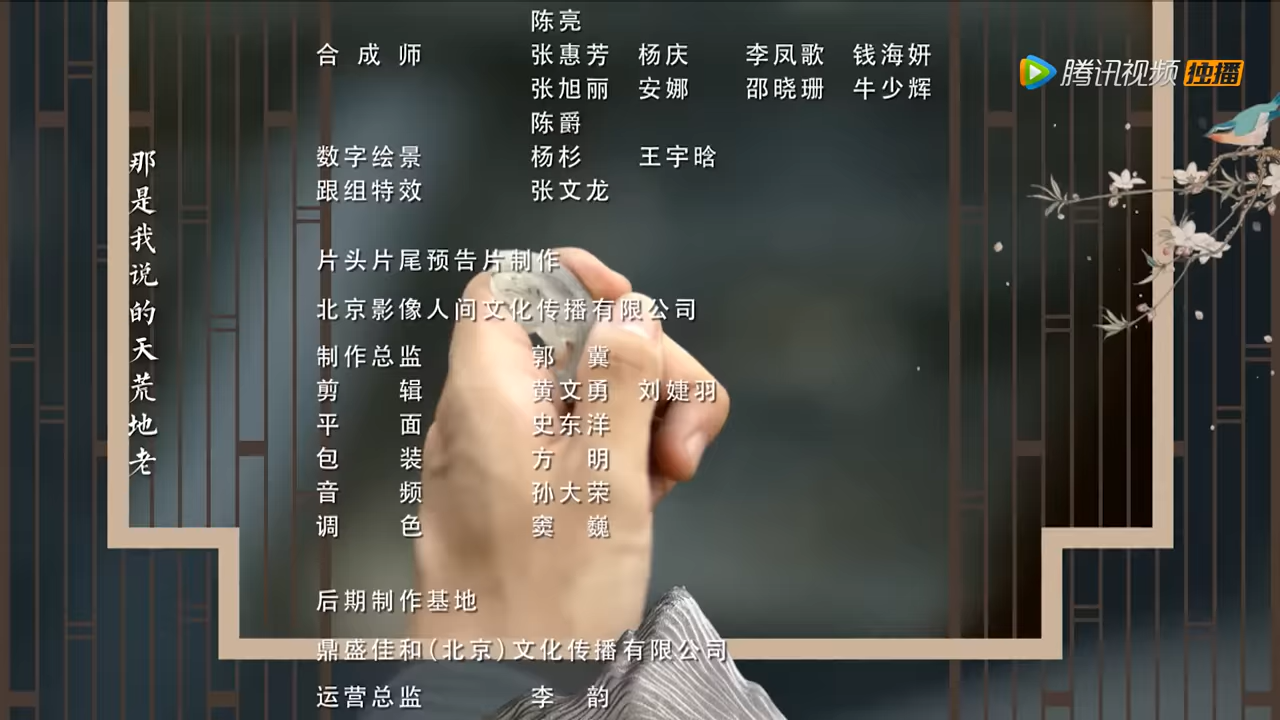 陈亮
合成师 张惠芳 杨庆 李凤歌 钱海妍
张旭丽 安娜 邵晓珊 牛少辉
陈爵
数字绘景 杨杉 王宇晗
跟组特效 张文龙
片头片尾预告片制作
北京影像人间文化传播有限公司
制作总监 郭冀
剪辑 黄文勇 刘婕羽
平面 史东洋
包装 方明
音频 孙大荣
调色 窦巍
后期制作基地
鼎盛佳和(北京)文化传播有限公司
运营总监 李韵
那是我说的天荒地老
腾讯视频 独播